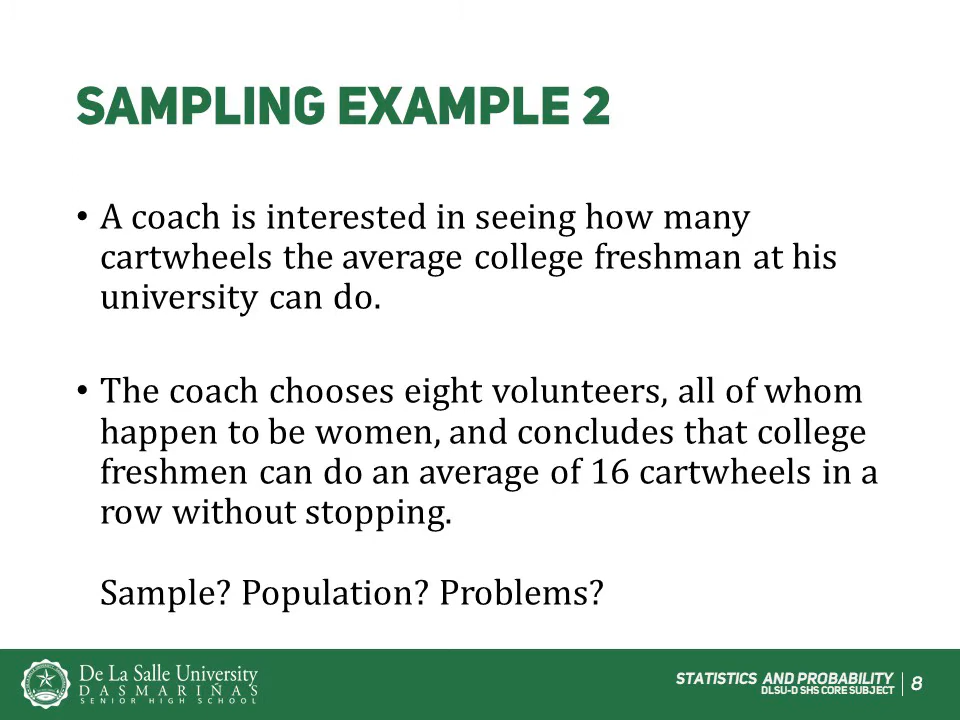 SAMPLING EXAMPLE 2
• A coach is interested in seeing how many
cartwheels the average college freshman at his
university can do.
• The coach chooses eight volunteers, all of whom
happen to be women, and concludes that college
freshmen can do an average of 16 cartwheels in a
row without stopping.
Sample? Population? Problems?
De La Salle University
DASMARIÑAS
SENIOR HIGH SCHOOL
STATISTICS AND PROBABILITY
DLSU-D SHS CORE SUBJECT
8